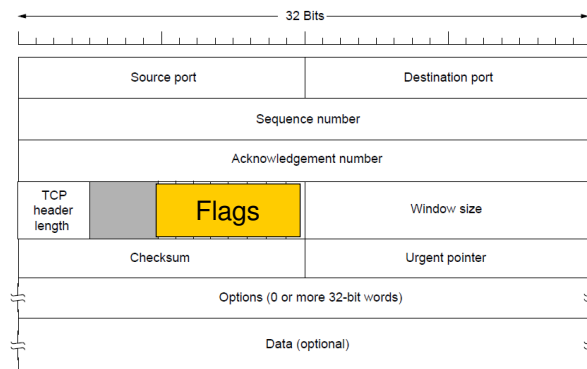 32 Bits
Source port
Destination port
Sequence number
Acknowledgement number
TCP
header
length
Flags
Window size
Checksum
Urgent pointer
Options (0 or more 32-bit words)
Data (optional)